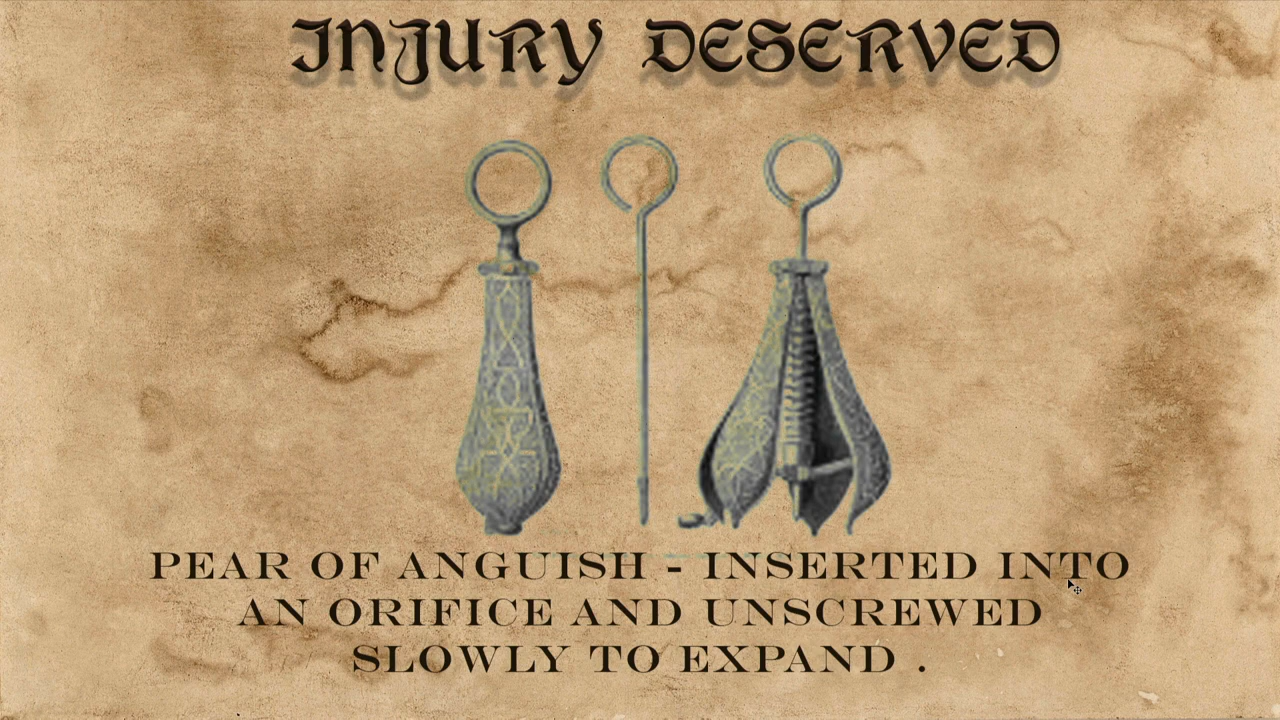 INJURY DESERVED
PEAR OF ANGUISH - INSERTED INTO
AN ORIFICE AND UNSCREWED
SLOWLY TO EXPAND .